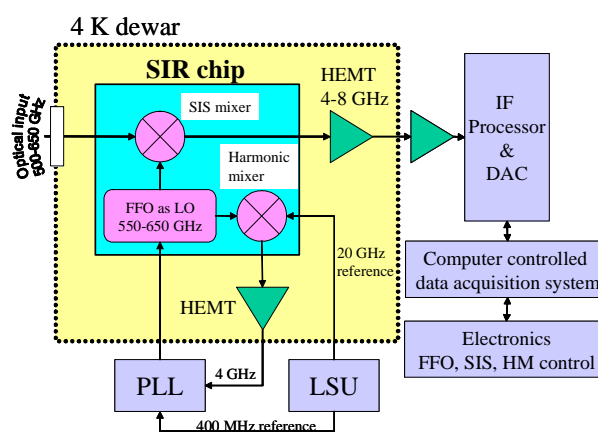 4 K dewar
SIR chip
HEMT
4-8 GHz
SIS mixer
IF
Processor
&
DAC
Optical input
500-650 GHz
Harmonic
mixer
FFO as LO
550-650 GHz
20 GHz
reference
Computer controlled
data acquisition system
HEMT
Electronics
FFO, SIS, HM control
PLL
4 GHz
LSU
400 MHz reference